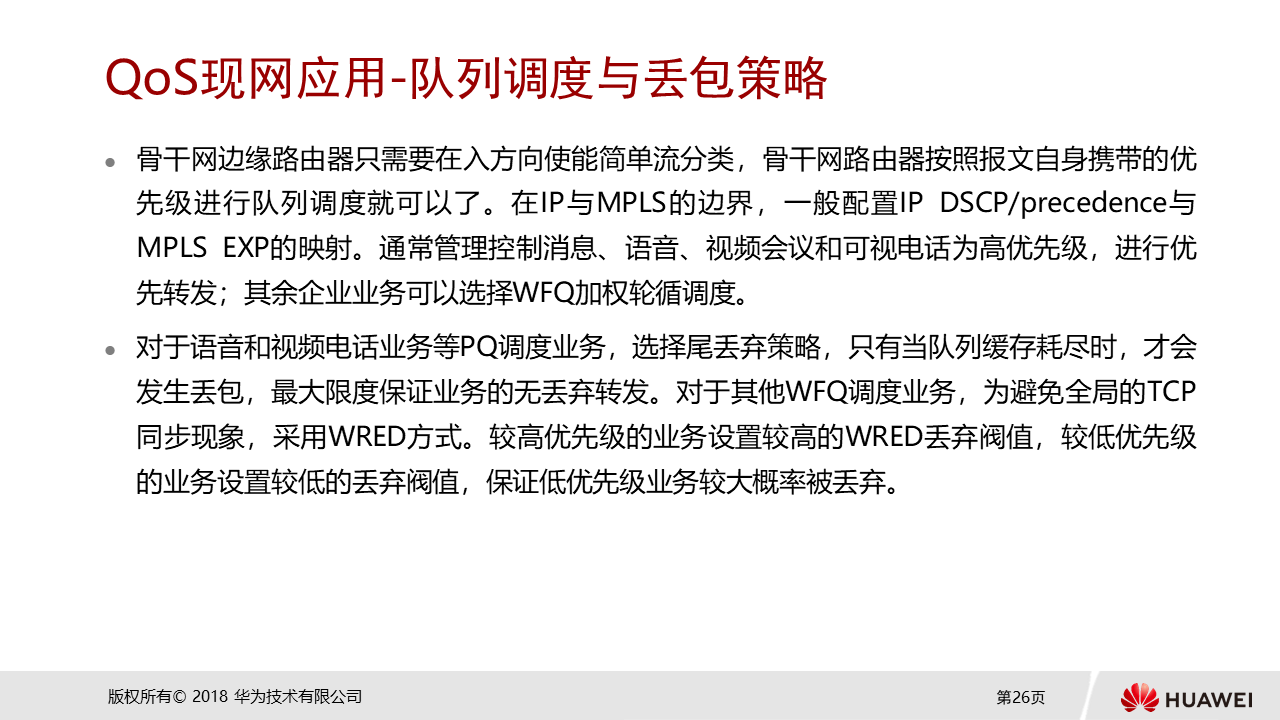 QoS现网应用-队列调度与丢包策略
骨干网边缘路由器只需要在入方向使能简单流分类，骨干网路由器按照报文自身携带的优
先级进行队列调度就可以了。在IP与MPLS的边界，一般配置IP DSCP/precedence与
MPLS EXP的映射。通常管理控制消息、语音、视频会议和可视电话为高优先级，进行优
先转发；其余企业业务可以选择WFQ加权轮循调度。
对于语音和视频电话业务等PQ调度业务，选择尾丢弃策略，只有当队列缓存耗尽时，才会
发生丢包，最大限度保证业务的无丢弃转发。对于其他WFQ调度业务，为避免全局的TCP
同步现象，采用WRED方式。较高优先级的业务设置较高的WRED丢弃阀值，较低优先级
的业务设置较低的丢弃阀值，保证低优先级业务较大概率被丢弃。
版权所有© 2018 华为技术有限公司
第26页
HUAWEI